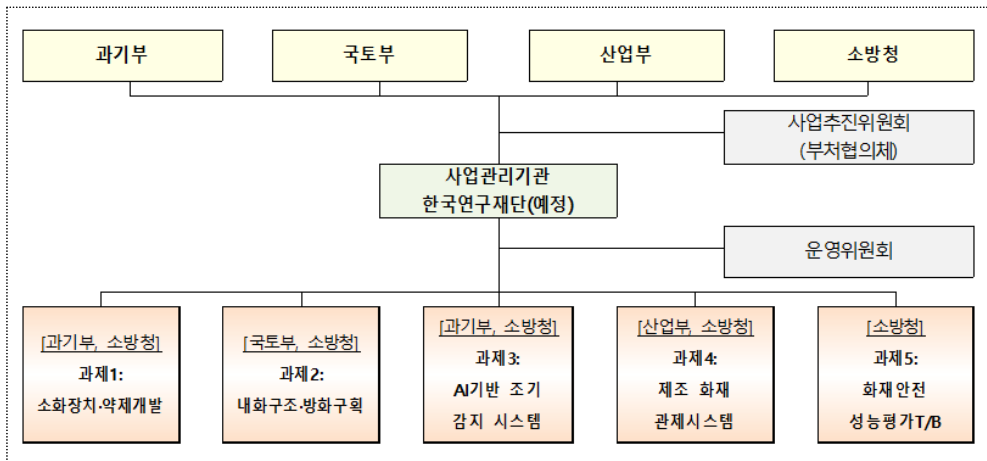 과기부
국토부
산업부
소방청
사업추진위원회
(부처협의체)
사업관리기관
한국연구재단(예정)
운영위원회
[과기부, 소방청]
과제1:
소화장치·약제개발
[국토부, 소방청]
과제2:
내화구조·방화구획
[과기부, 소방청]
과제3:
AI기반 조기
감지 시스템
[산업부, 소방청]
과제4:
제조 화재
관제시스템
[소방청]
과제5:
화재안전
성능평가T/B